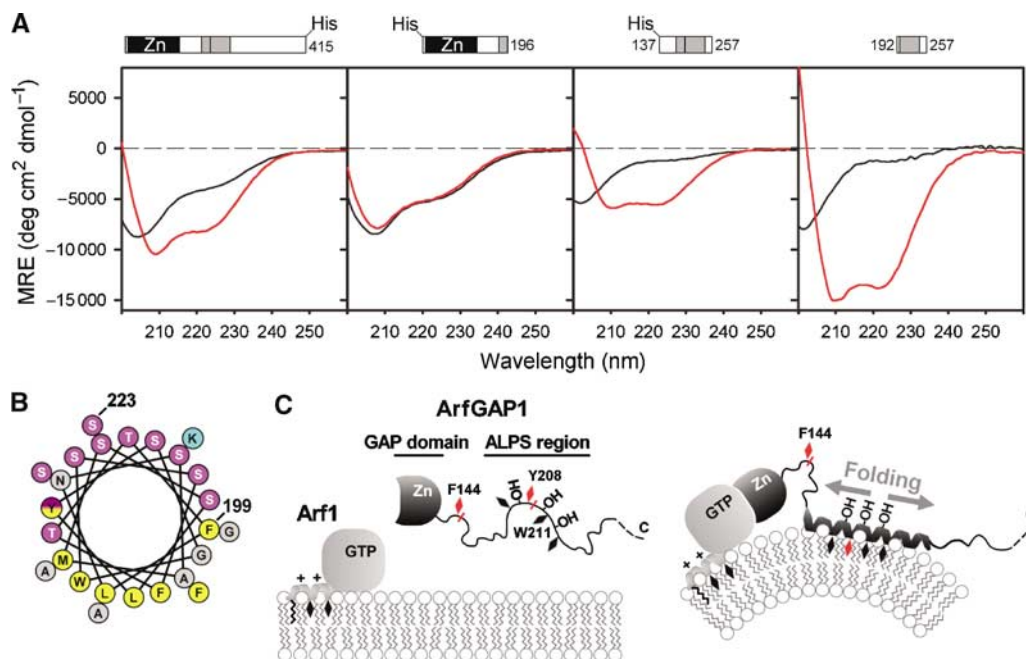 A
His
Zn
415
His
Zn
196
His
137
257
192
257
MRE (deg cm2 dmol−1)
5000
0
−5000
−10 000
−15 000
210 220 230 240 250
210 220 230 240 250
210 220 230 240 250
210 220 230 240 250
Wavelength (nm)
B
223
S
S
T
S
K
S
S
S
S
S
N
S
Y
199
F
G
T
G
M
A
A
W
F
L
L
F
A
C
ArfGAP1
GAP domain
ALPS region
Zn
F144
Y208
OH
OH
OH
W211
C
Arf1
GTP
+ +
F144
Zn
Folding
GTP
OH
OH
OH
+
+
C